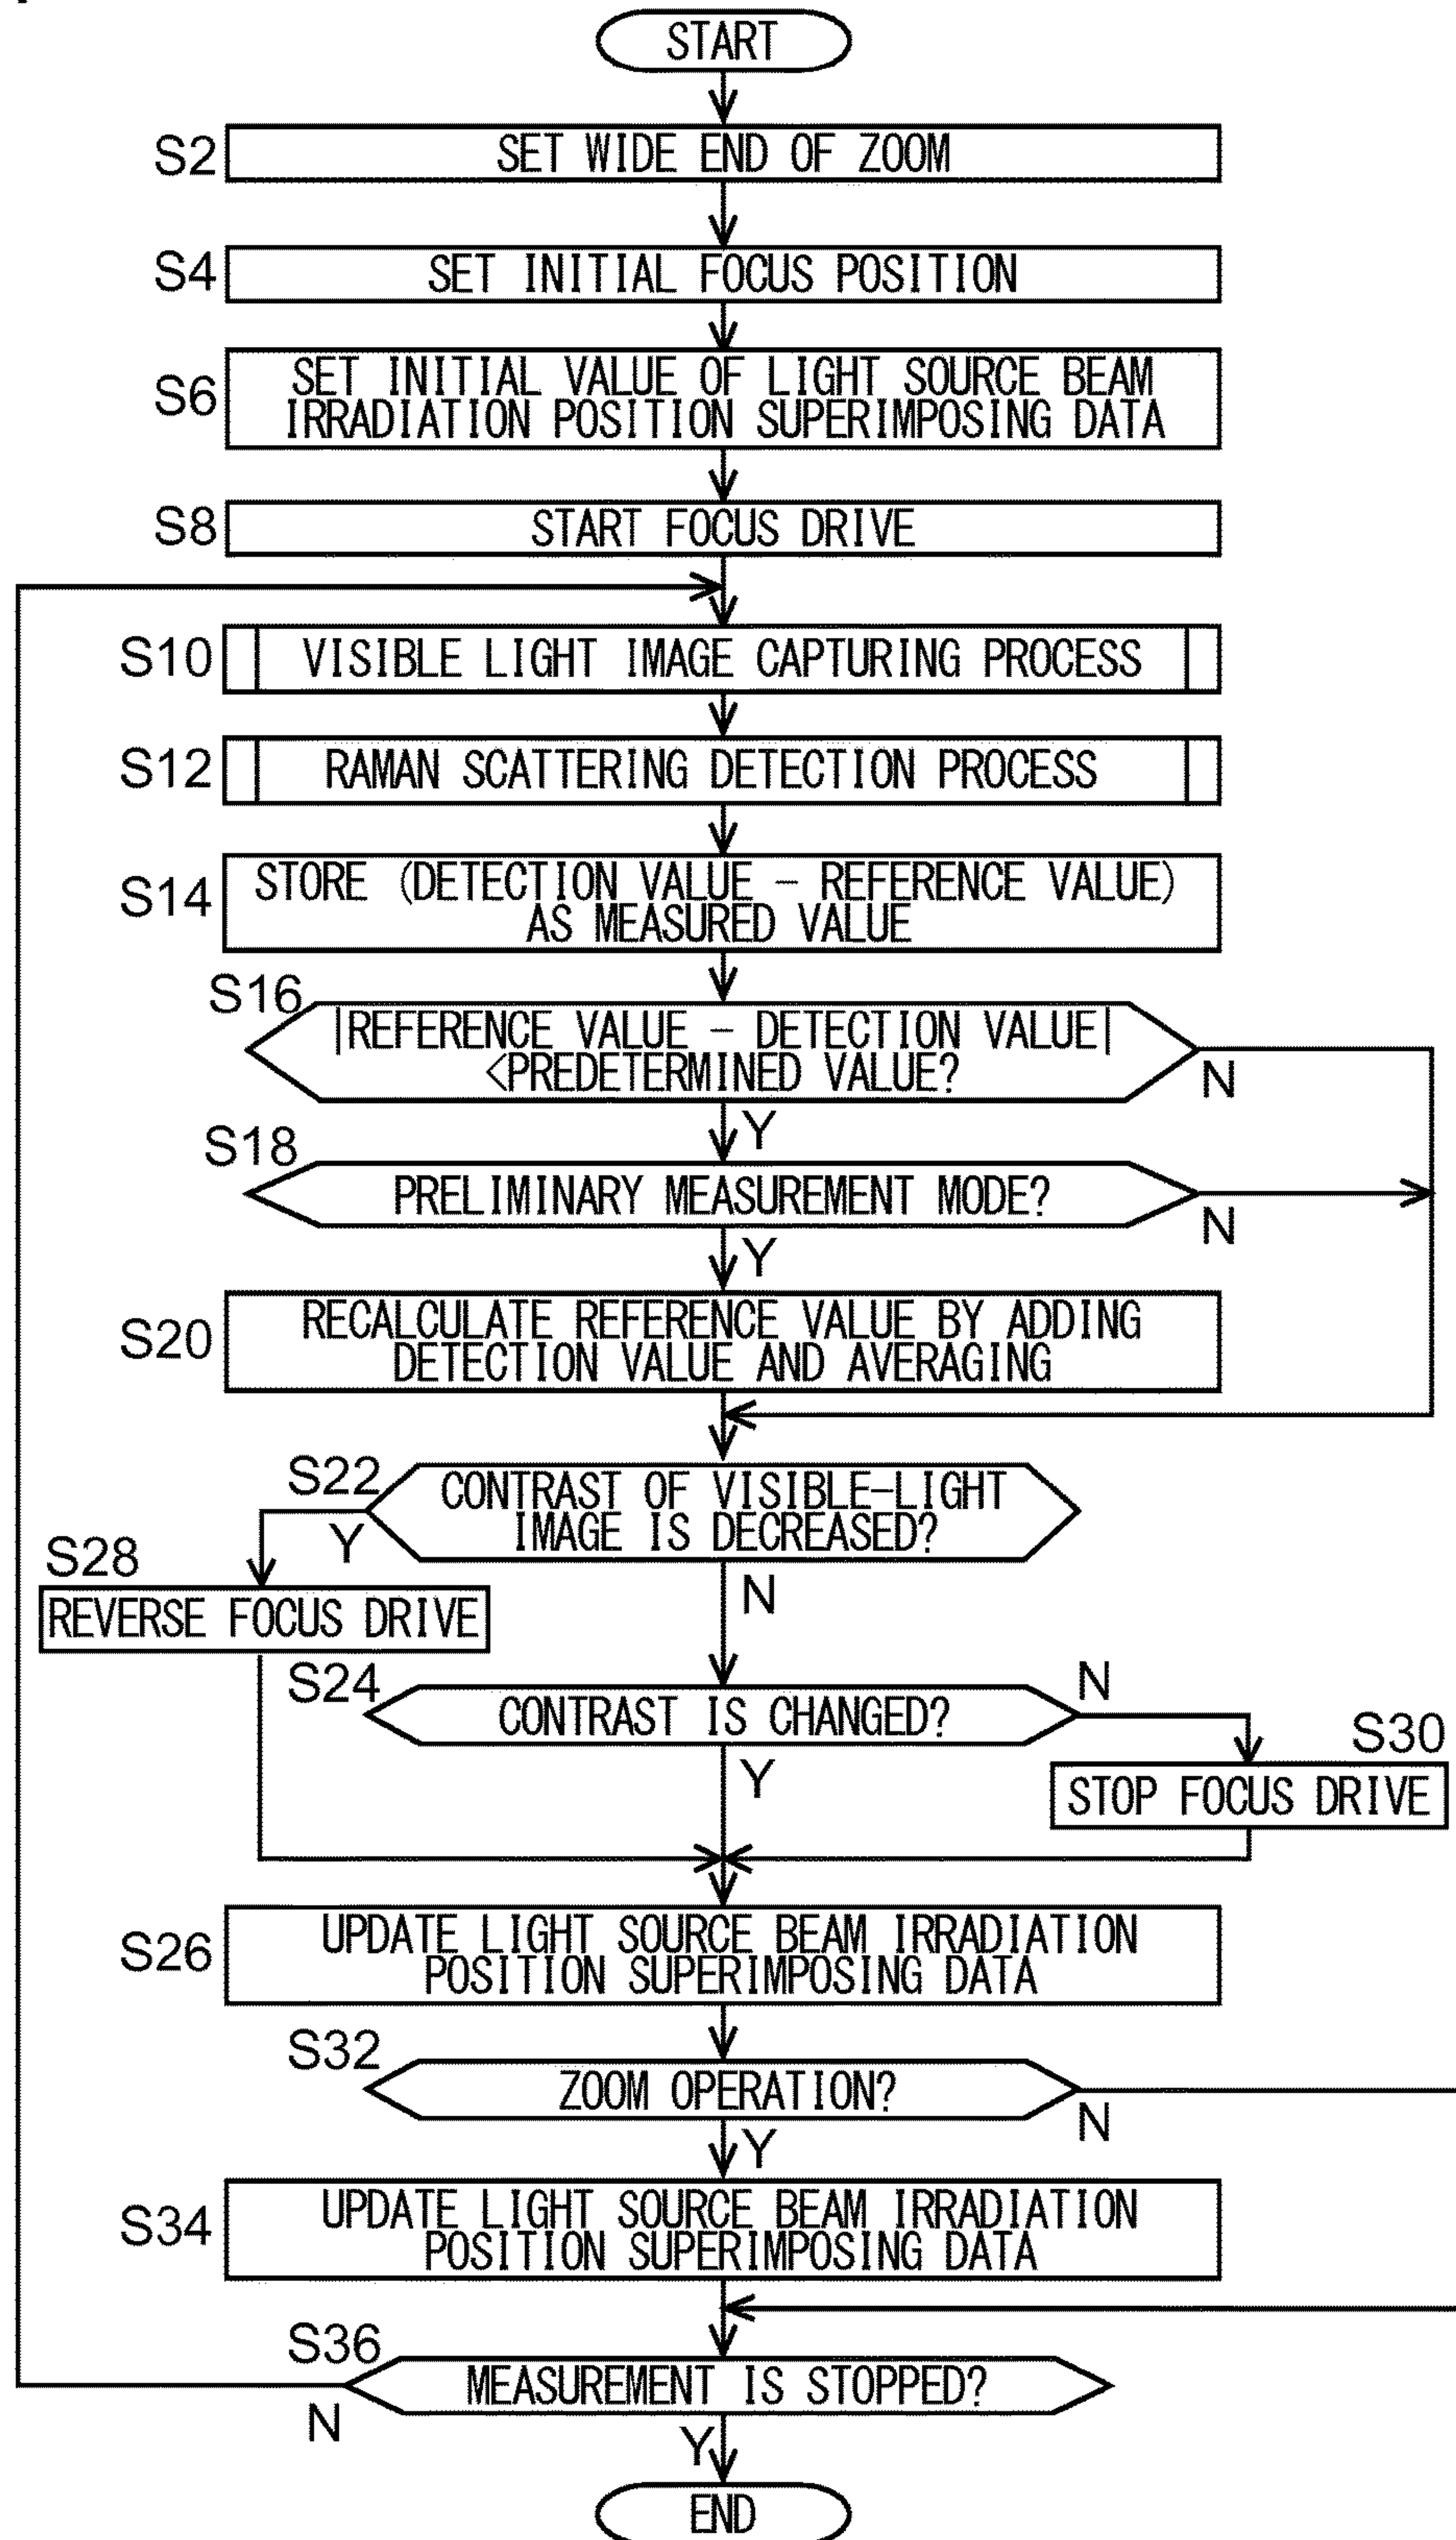 START
S2
SET WIDE END OF ZOOM
S4
SET INITIAL FOCUS POSITION
S6
SET INITIAL VALUE OF LIGHT SOURCE BEAM
IRRADIATION POSITION SUPERIMPOSING DATA
S8
START FOCUS DRIVE
S10
VISIBLE LIGHT IMAGE CAPTURING PROCESS
S12
RAMAN SCATTERING DETECTION PROCESS
S14
STORE (DETECTION VALUE – REFERENCE VALUE)
AS MEASURED VALUE
S16
|REFERENCE VALUE – DETECTION VALUE|
<PREDETERMINED VALUE?
N
Y
S18
PRELIMINARY MEASUREMENT MODE?
N
Y
S20
RECALCULATE REFERENCE VALUE BY ADDING
DETECTION VALUE AND AVERAGING
S22
CONTRAST OF VISIBLE–LIGHT
IMAGE IS DECREASED?
Y
N
S28
REVERSE FOCUS DRIVE
S24
CONTRAST IS CHANGED?
N
Y
S30
STOP FOCUS DRIVE
S26
UPDATE LIGHT SOURCE BEAM IRRADIATION
POSITION SUPERIMPOSING DATA
S32
ZOOM OPERATION?
N
Y
S34
UPDATE LIGHT SOURCE BEAM IRRADIATION
POSITION SUPERIMPOSING DATA
S36
MEASUREMENT IS STOPPED?
N
Y
END